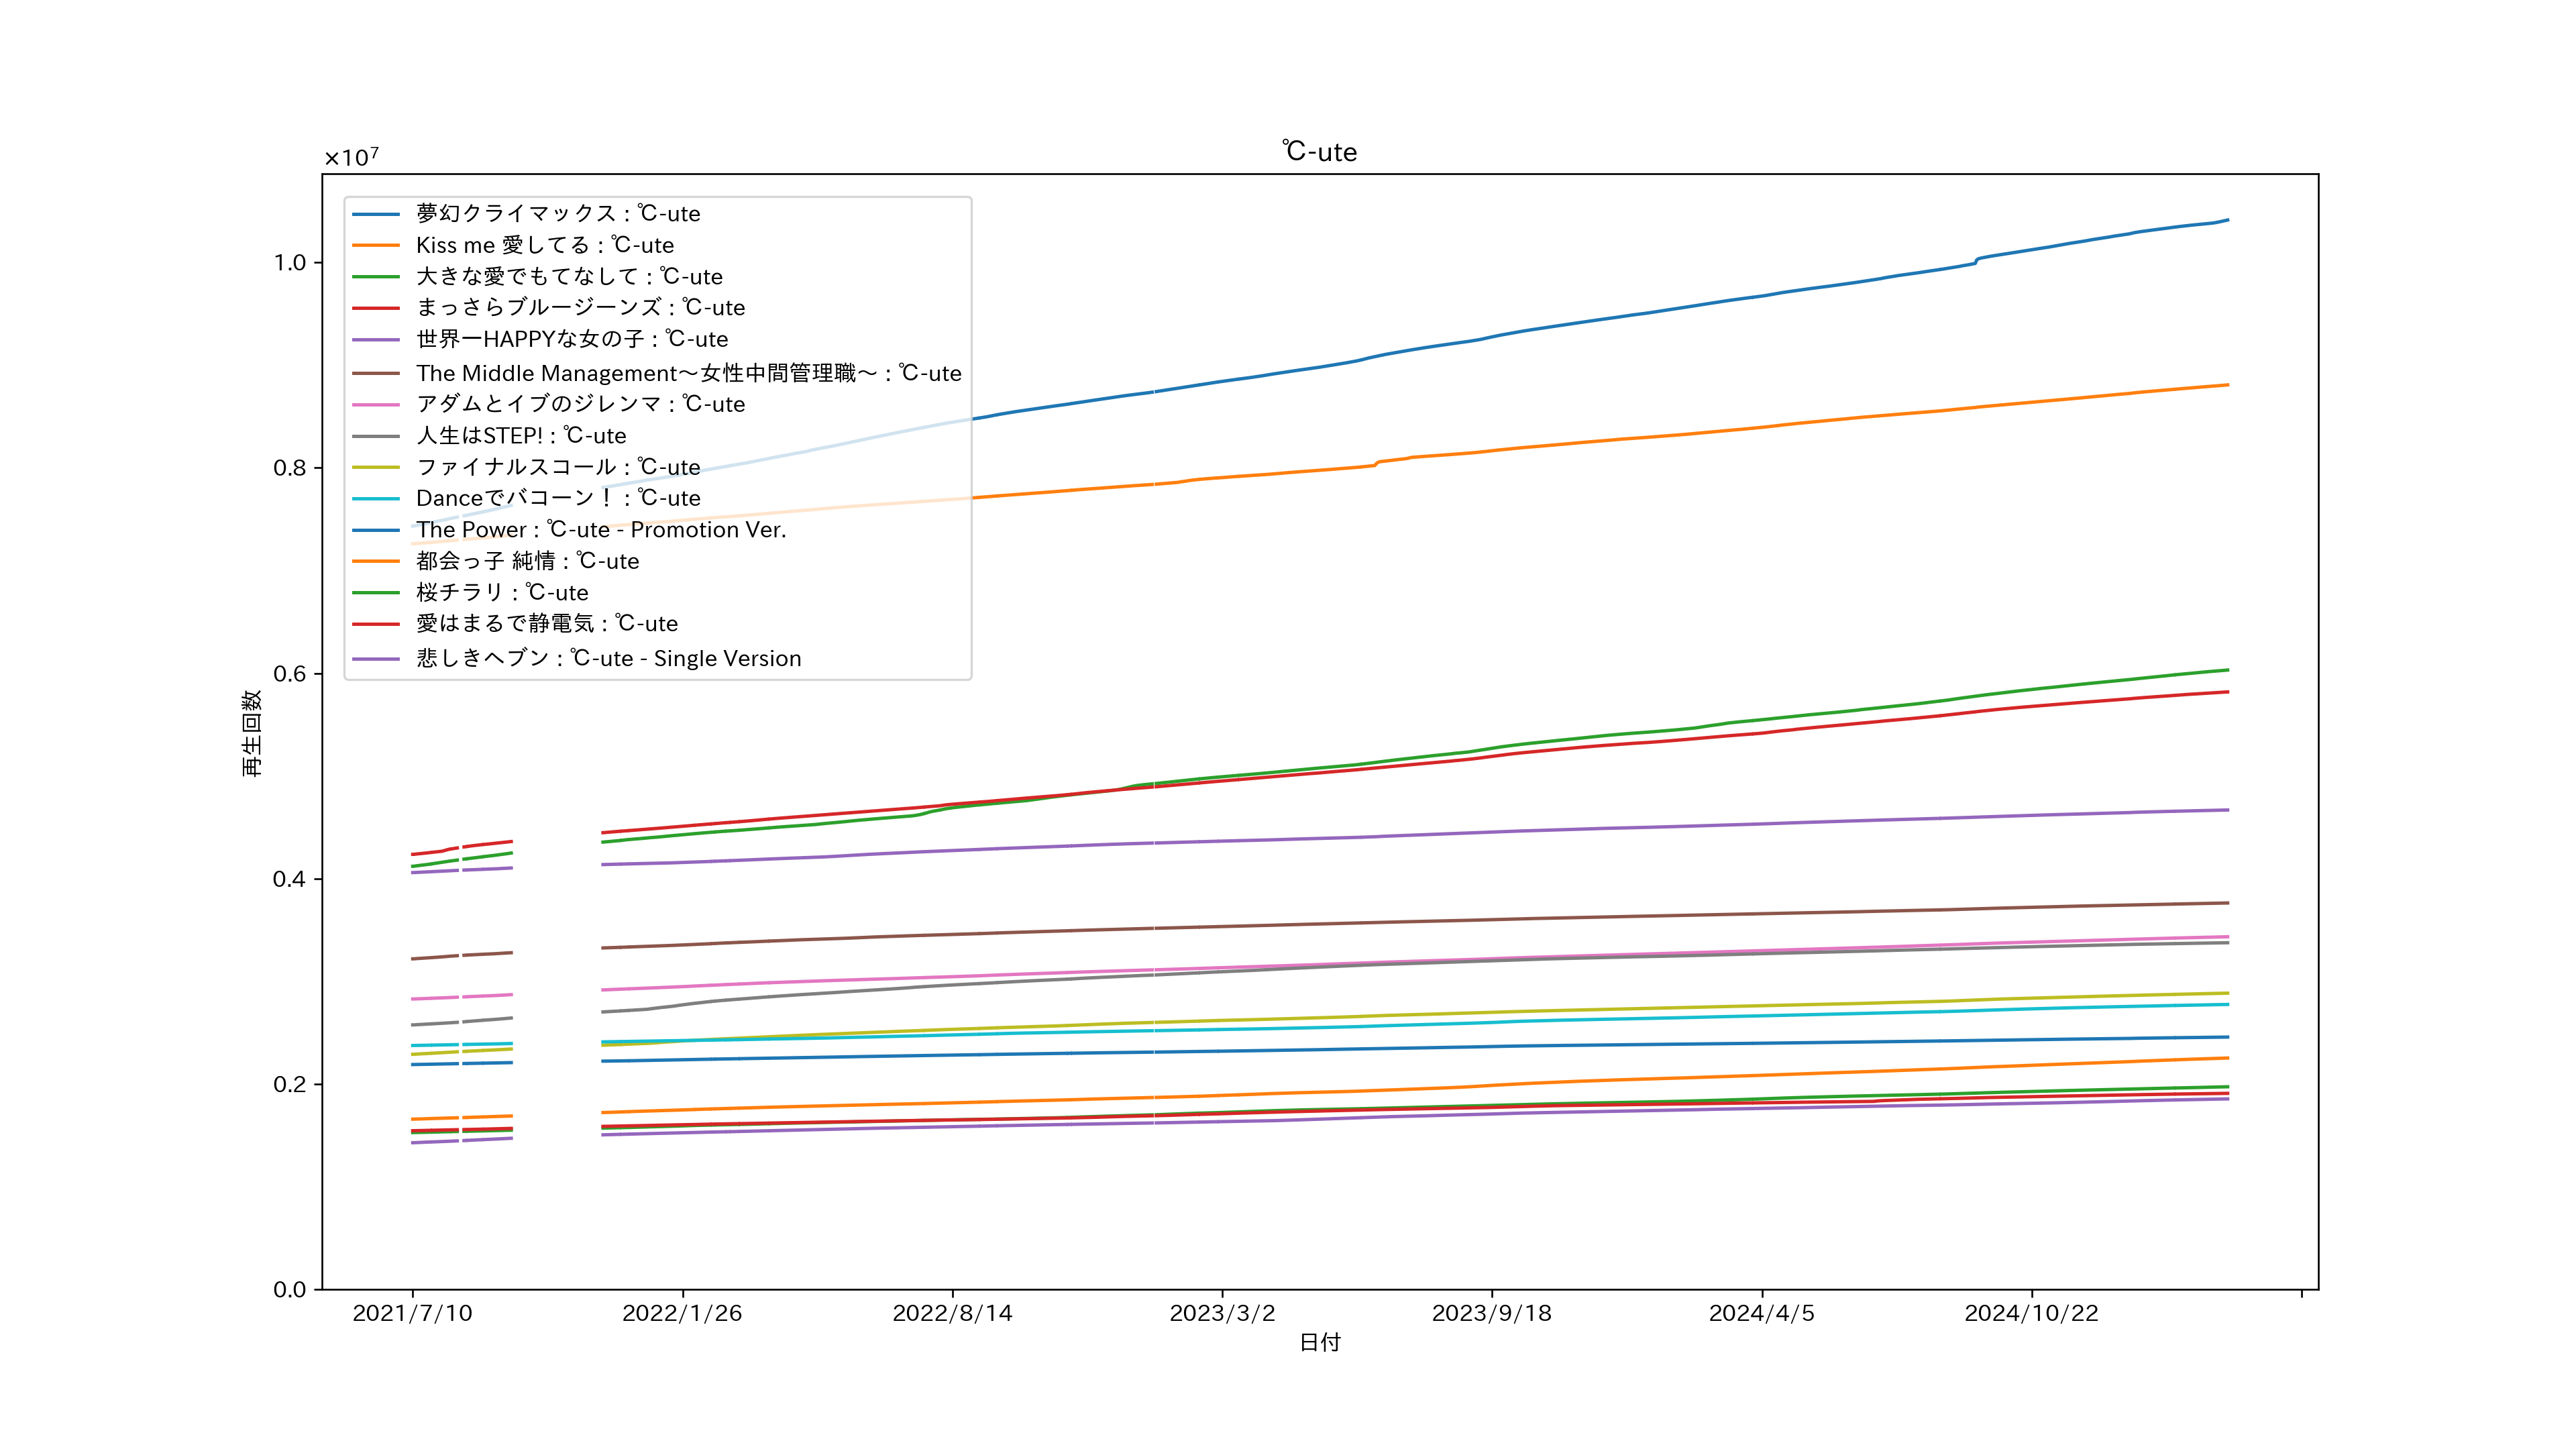 ℃-ute
×10⁷
夢幻クライマックス : ℃-ute
Kiss me 愛してる : ℃-ute
大きな愛でもてなして : ℃-ute
まっさらブルージーンズ : ℃-ute
世界一HAPPYな女の子 : ℃-ute
The Middle Management～女性中間管理職～ : ℃-ute
アダムとイブのジレンマ : ℃-ute
人生はSTEP! : ℃-ute
ファイナルスコール : ℃-ute
Danceでバコーン！ : ℃-ute
The Power : ℃-ute - Promotion Ver.
都会っ子 純情 : ℃-ute
桜チラリ : ℃-ute
愛はまるで静電気 : ℃-ute
悲しきヘブン : ℃-ute - Single Version
1.0
0.8
0.6
0.4
0.2
0.0
再生回数
2021/7/10
2022/1/26
2022/8/14
2023/3/2
2023/9/18
2024/4/5
2024/10/22
日付